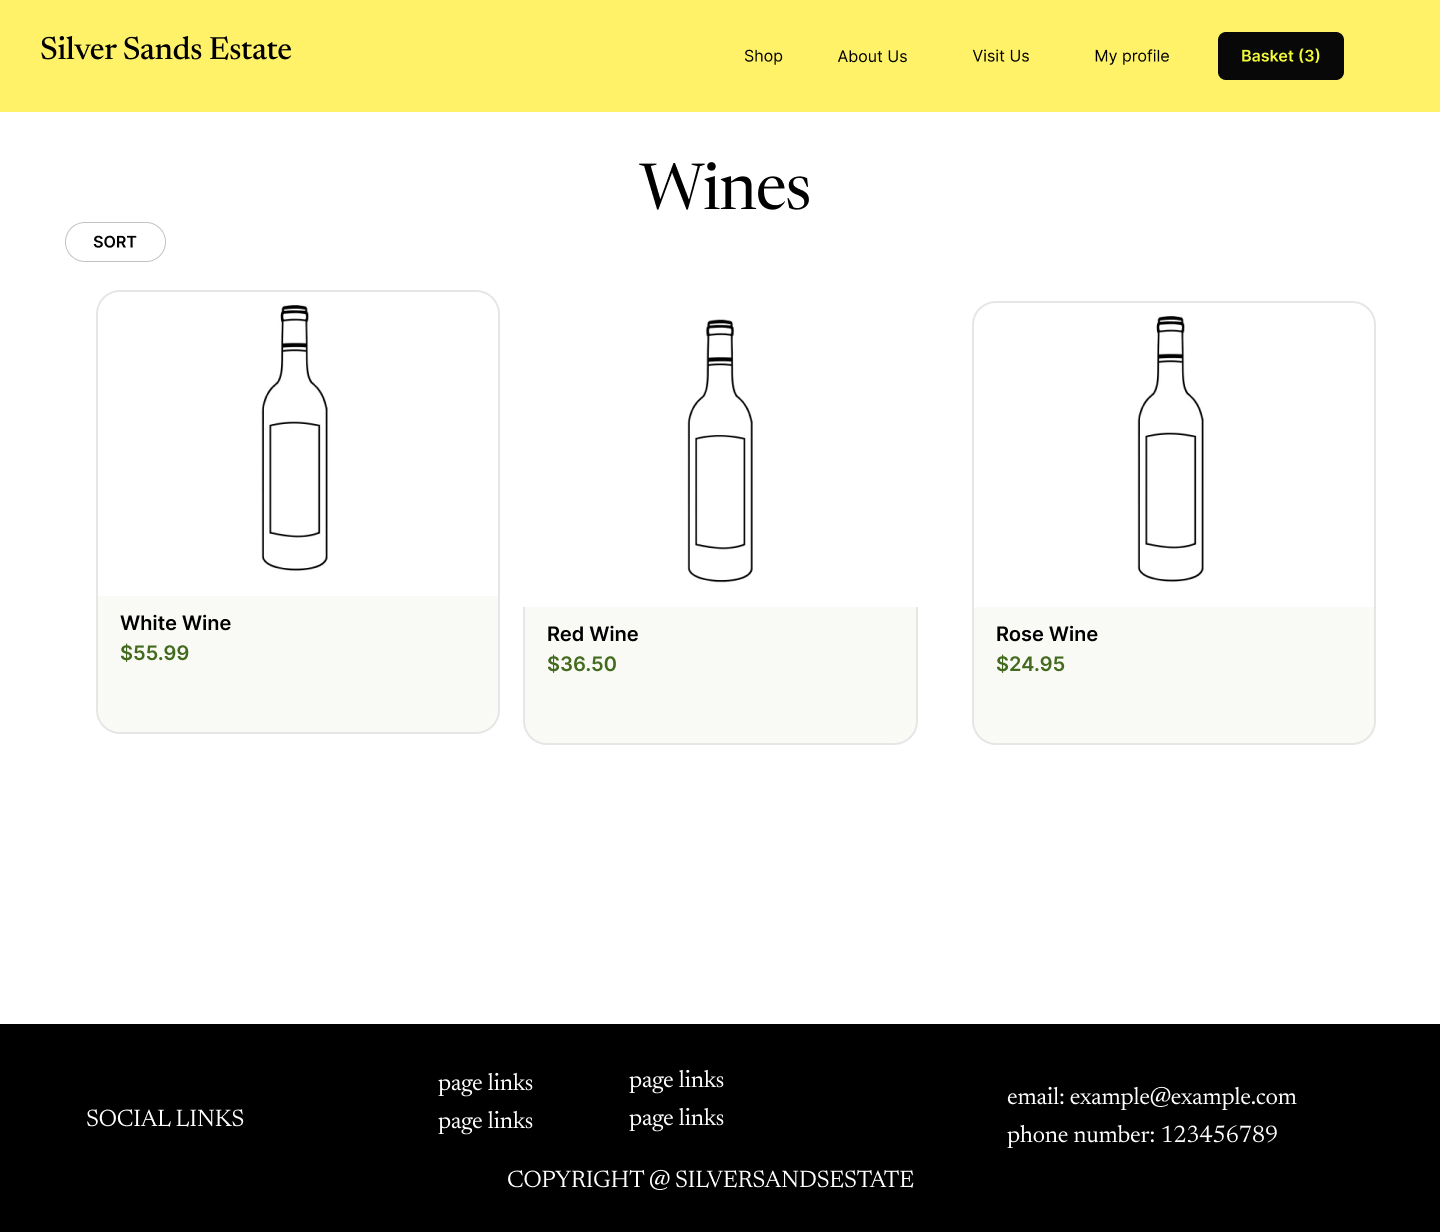 Silver Sands Estate
Shop
About Us
Visit Us
My profile
Basket (3)
Wines
SORT
White Wine
$55.99
Red Wine
$36.50
Rose Wine
$24.95
SOCIAL LINKS
page links
page links
page links
page links
email: example@example.com
phone number: 123456789
COPYRIGHT @ SILVERSANDSESTATE